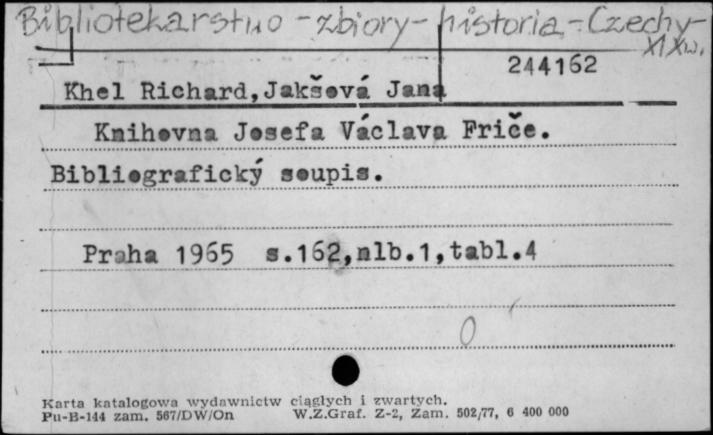 Bibliotekarstwo - zbiory - historia - Czechy -
XIXw.
244162
Khel Richard,Jakšová Jana
Knihovna Josefa Václava Friče.
Bibliografický soupis.
Praha 1965 s.162,nlb.1,tabl.4
0
Karta katalogowa wydawnictw ciągłych i zwartych.
Pu-B-144 zam. 567/DW/On W.Z.Graf. Z-2, Zam. 502/77, 6 400 000